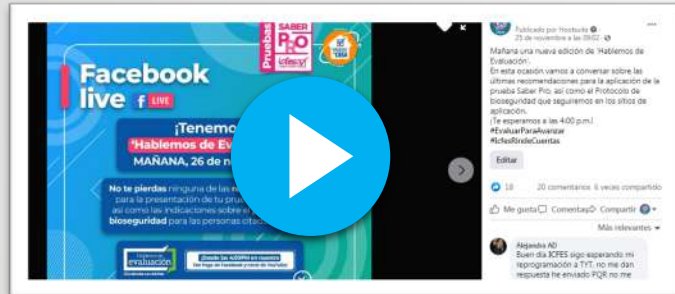 Pruebas
SABER
PRO
icfes
Facebook
live f LIVE
¡Tenemo
'Hablemos de Ev
MAÑANA, 26 de no
No te pierdas ninguna de las
para la presentación de tu pru
así como las indicaciones sobre
bioseguridad para las personas cita
evaluación
Publicado por Hootsuite
25 de noviembre a las 09:02
Mañana una nueva edición de 'Hablemos de
Evaluación'.
En esta ocasión vamos a conversar sobre las
últimas recomendaciones para la aplicación de la
prueba Saber Pro, así como el Protocolo de
bioseguridad que seguiremos en los sitios de
aplicación.
¡Te esperamos a las 4:00 p.m.!
#EvaluarParaAvanzar
#IcfesRindeCuentas
Editar
18 20 comentarios 6 veces compartido
Me gusta Comentar Compartir
Más relevantes
Alejandra AD
Buen día ICFES sigo esperando mi
reprogramación a TYT, no me dan
respuesta he enviado PQR no me